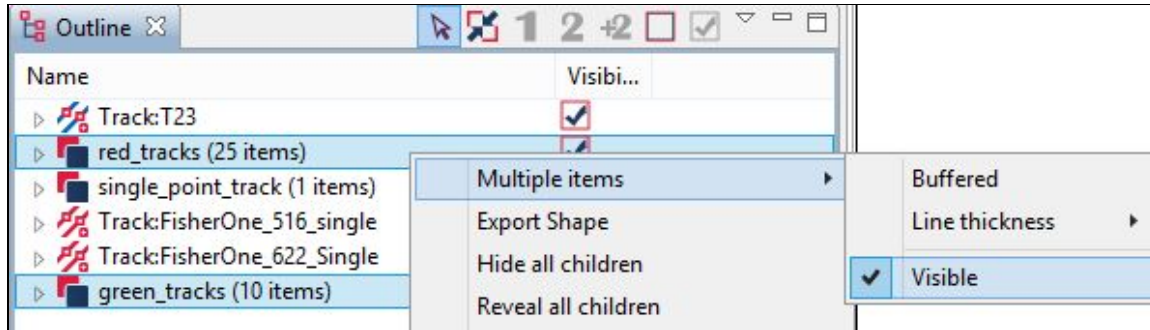 Outline
1 2 +2
Name Visibi...
Track:T23
red_tracks (25 items)
single_point_track (1 items)
Track:FisherOne_516_single
Track:FisherOne_622_Single
green_tracks (10 items)
Multiple items
Export Shape
Hide all children
Reveal all children
Buffered
Line thickness
Visible